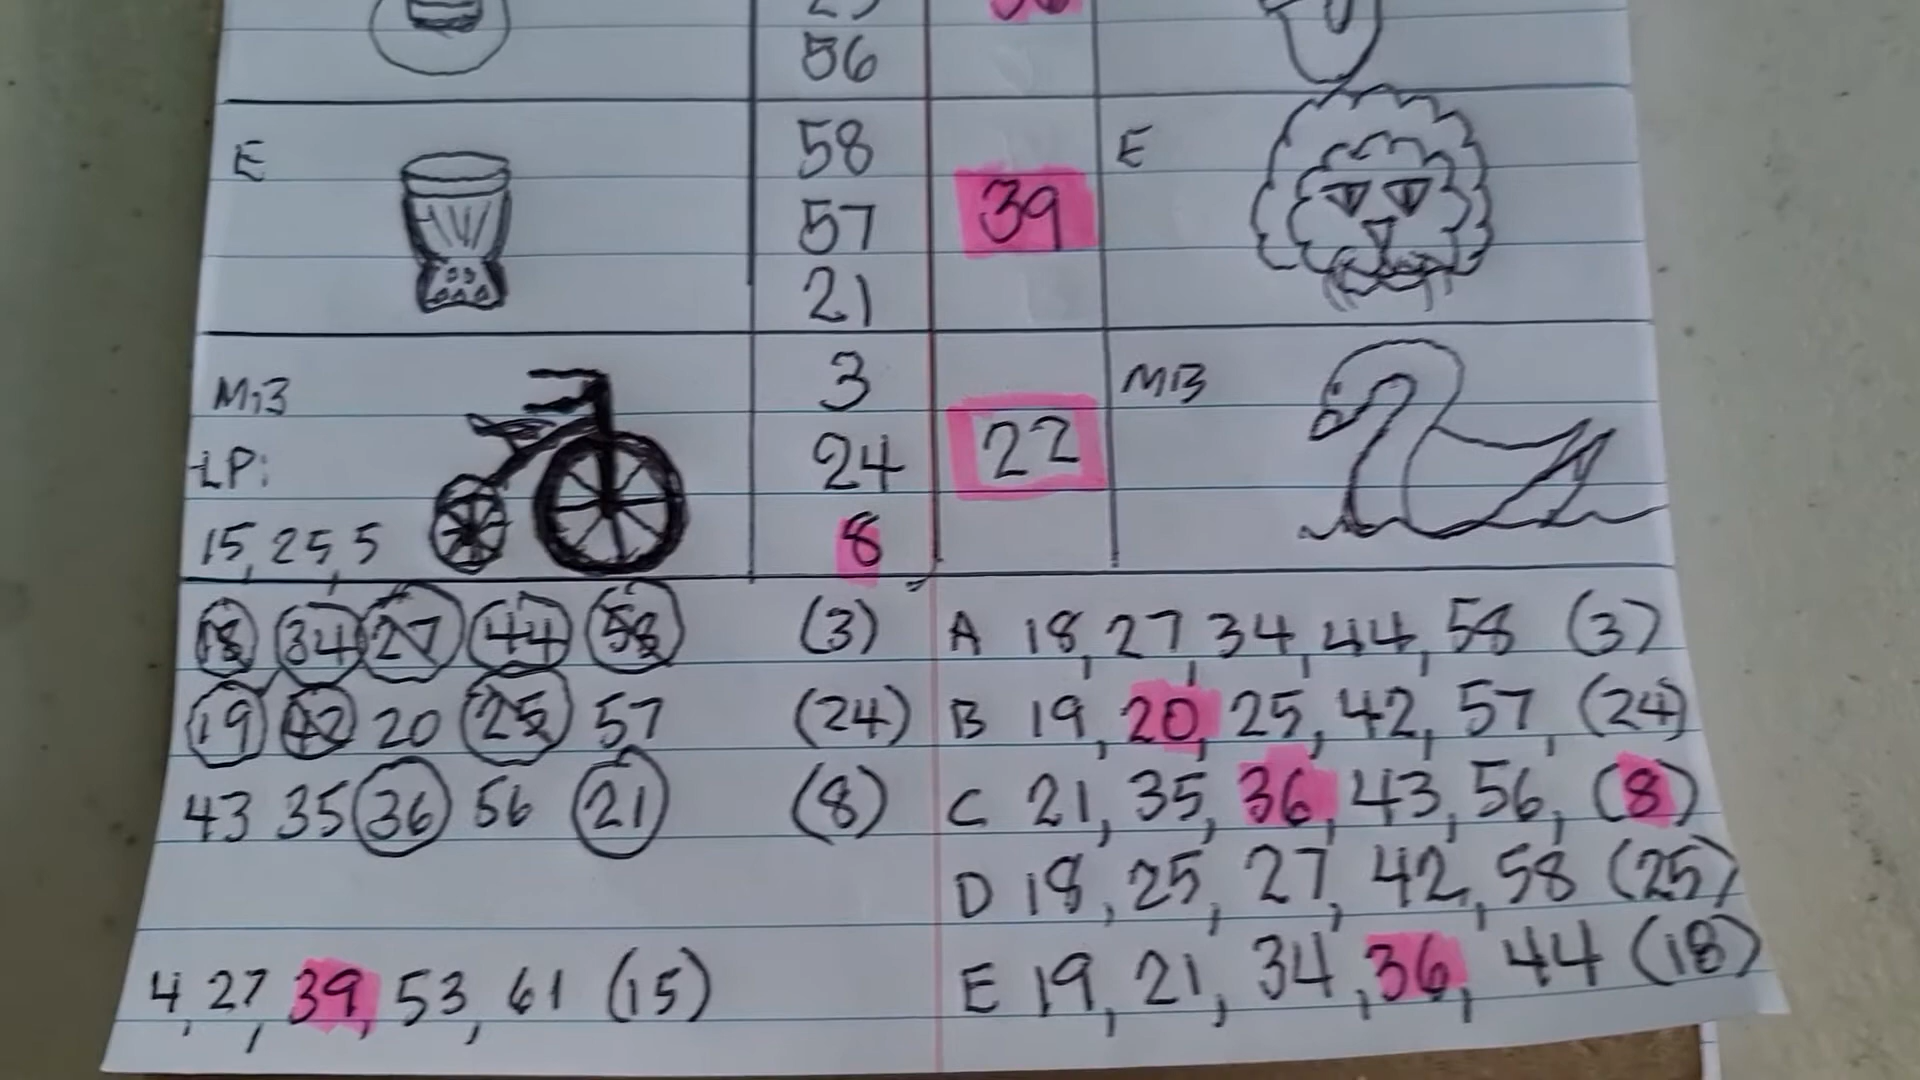 56
E 58 E
57 39
21
MB 3 MB
LP: 24 22
15, 25, 5 8
18 34 27 44 58 (3) A 18, 27, 34, 44, 58 (3)
19 42 20 25 57 (24) B 19, 20, 25, 42, 57, (24)
43 35 36 56 21 (8) C 21, 35, 36, 43, 56, (8)
D 18, 25, 27, 42, 58 (25)
4, 27, 39, 53, 61 (15) E 19, 21, 34, 36, 44 (18)